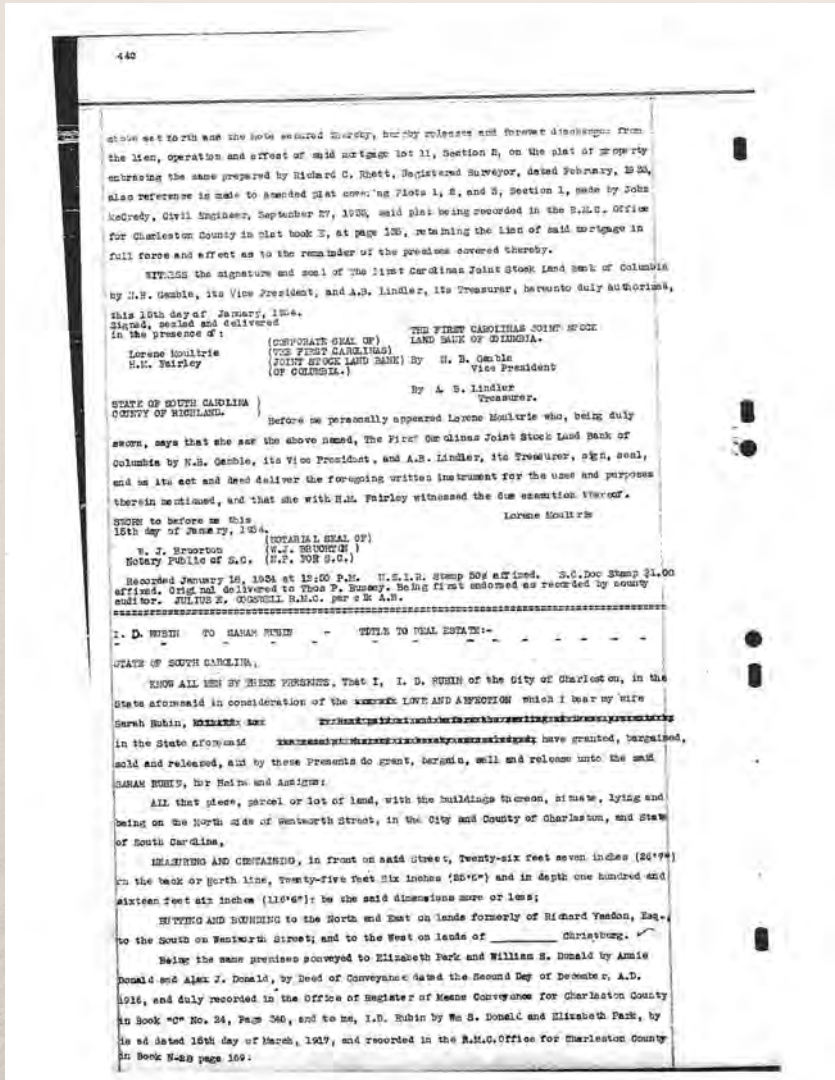 440
above set forth and the note secured thereby, hereby releases and forever discharges from
the lien, operation and effect of said mortgage lot 11, Section B, on the plat of property
embracing the same prepared by Richard C. Rhett, Registered Surveyor, dated February, 1933,
also reference is made to amended plat covering Plots 1, 2, and 3, Section 1, made by John
McCrady, Civil Engineer, September 27, 1933, said plat being recorded in the R.M.C. Office
for Charleston County in plat book E, at page 135, retaining the lien of said mortgage in
full force and effect as to the remainder of the premises covered thereby.
WITNESS the signature and seal of The First Carolinas Joint Stock Land Bank of Columbia
by N.B. Gamble, its Vice President, and A.B. Lindler, its Treasurer, hereunto duly authorized,
this 15th day of January, 1934.
Signed, sealed and delivered
in the presence of:
Lorene Moultrie
H.M. Fairley
(CORPORATE SEAL OF)
(THE FIRST CAROLINAS)
(JOINT STOCK LAND BANK)
(OF COLUMBIA.)
THE FIRST CAROLINAS JOINT STOCK
LAND BANK OF COLUMBIA.
By N. B. Gamble
Vice President
By A. B. Lindler
Treasurer.
STATE OF SOUTH CAROLINA )
COUNTY OF RICHLAND. )
Before me personally appeared Lorene Moultrie who, being duly
sworn, says that she saw the above named, The First Carolinas Joint Stock Land Bank of
Columbia by N.B. Gamble, its Vice President, and A.B. Lindler, its Treasurer, sign, seal,
and as its act and deed deliver the foregoing written instrument for the uses and purposes
therein mentioned, and that she with H.M. Fairley witnessed the due execution thereof.
SWORN to before me this
15th day of January, 1934.
Lorene Moultrie
W. J. Bruorton
Notary Public of S.C.
(NOTARIAL SEAL OF)
(W.J. BRUORTON )
(N.P. FOR S.C.)
Recorded January 16, 1934 at 12:00 P.M. U.S.I.R. Stamp 50¢ affixed. S.C.Doc Stamp $1.00
affixed. Original delivered to Thos P. Bussey. Being first endorsed as recorded by county
auditor. JULIUS E. COGSWELL R.M.C. per clk A.B.
I. D. RUBIN TO SARAH RUBIN - TITLE TO REAL ESTATE:-
STATE OF SOUTH CAROLINA,
KNOW ALL MEN BY THESE PRESENTS, That I, I. D. RUBIN of the City of Charleston, in the
State aforesaid in consideration of the LOVE AND AFFECTION which I bear my wife
Sarah Rubin,
in the State aforesaid have granted, bargained,
sold and released, and by these Presents do grant, bargain, sell and release unto the said
SARAH RUBIN, her Heirs and Assigns:
ALL that piece, parcel or lot of land, with the buildings thereon, situate, lying and
being on the North side of Wentworth Street, in the City and County of Charleston, and State
of South Carolina,
MEASURING AND CONTAINING, in front on said Street, Twenty-six feet seven inches (26'7")
on the back or North line, Twenty-five feet Six inches (25'6") and in depth one hundred and
sixteen feet six inches (116'6"): be the said dimensions more or less;
BUTTING AND BOUNDING to the North and East on lands formerly of Richard Yeadon, Esq.,
to the South on Wentworth Street; and to the West on lands of ________ Christburg.
Being the same premises conveyed to Elizabeth Park and William S. Donald by Annie
Donald and Alex J. Donald, by Deed of Conveyance dated the Second Day of December, A.D.
1916, and duly recorded in the Office of Register of Mesne Conveyance for Charleston County
in Book "C" No. 24, Page 340, and to me, I.D. Rubin by Wm S. Donald and Elizabeth Park, by
deed dated 16th day of March, 1917, and recorded in the R.M.C.Office for Charleston County
in Book page 169: